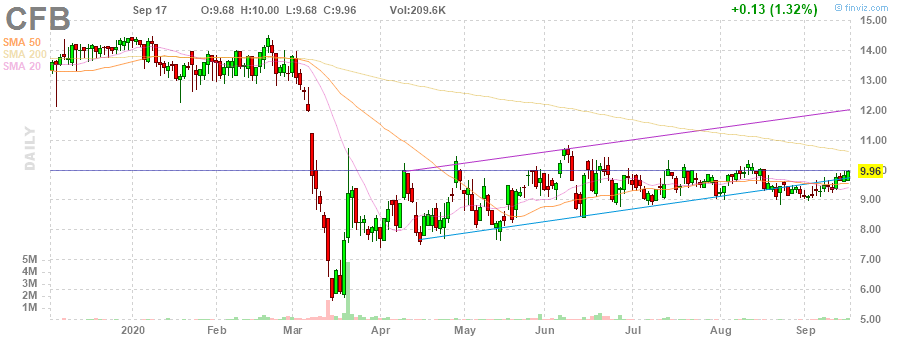 CFB Sep 17 O:9.68 H:10.00 L:9.68 C:9.96 Vol:209.6K +0.13 (1.32%) @ finviz.com
SMA 50
SMA 200
SMA 20
DAILY
15.00
14.00
13.00
12.00
11.00
9.96
9.00
8.00
7.00
6.00
5.00
5M
4M
3M
2M
1M
2020 Feb Mar Apr May Jun Jul Aug Sep